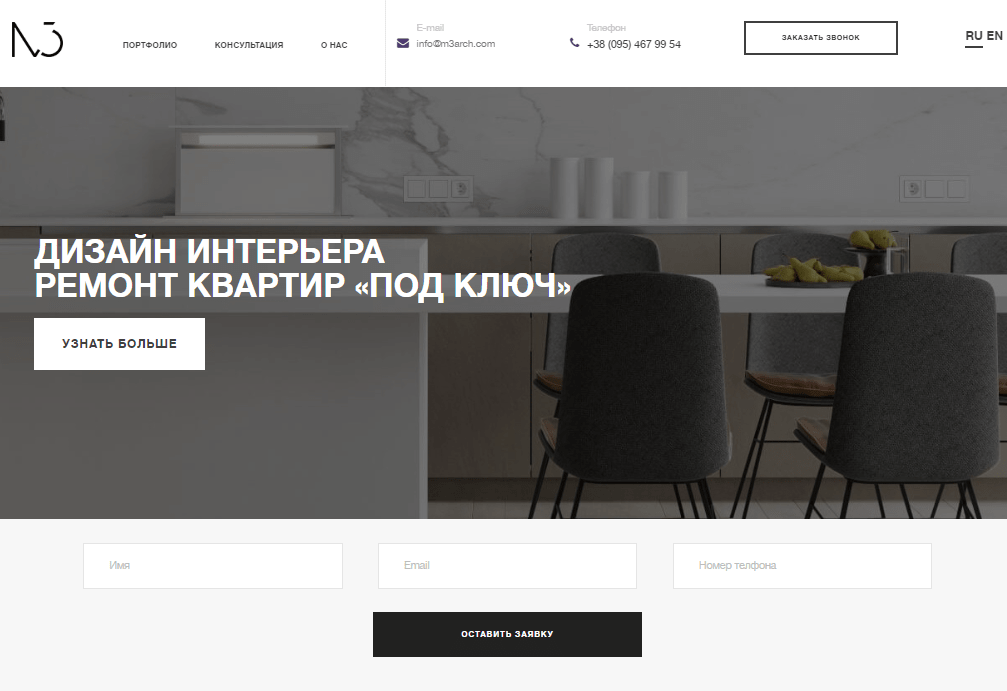 ПОРТФОЛИО
КОНСУЛЬТАЦИЯ
О НАС
E-mail
info@m3arch.com
Телефон
+38 (095) 467 99 54
ЗАКАЗАТЬ ЗВОНОК
RU EN
ДИЗАЙН ИНТЕРЬЕРА
РЕМОНТ КВАРТИР «ПОД КЛЮЧ»
УЗНАТЬ БОЛЬШЕ
Имя
Email
Номер телфона
ОСТАВИТЬ ЗАЯВКУ